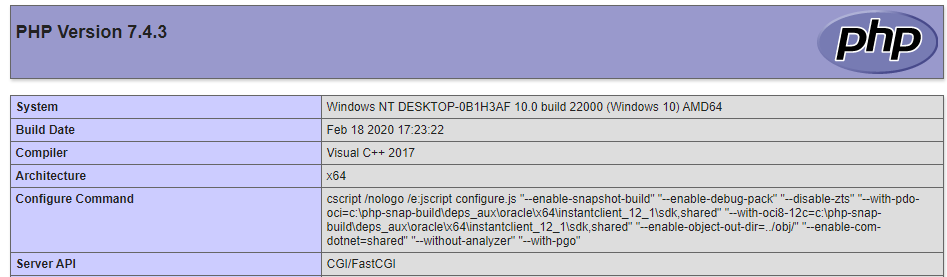 PHP Version 7.4.3
php
System Windows NT DESKTOP-0B1H3AF 10.0 build 22000 (Windows 10) AMD64
Build Date Feb 18 2020 17:23:22
Compiler Visual C++ 2017
Architecture x64
Configure Command cscript /nologo /e:jscript configure.js "--enable-snapshot-build" "--enable-debug-pack" "--disable-zts" "--with-pdo-
oci=c:\php-snap-build\deps_aux\oracle\x64\instantclient_12_1\sdk,shared" "--with-oci8-12c=c:\php-snap-
build\deps_aux\oracle\x64\instantclient_12_1\sdk,shared" "--enable-object-out-dir=../obj/" "--enable-com-
dotnet=shared" "--without-analyzer" "--with-pgo"
Server API CGI/FastCGI